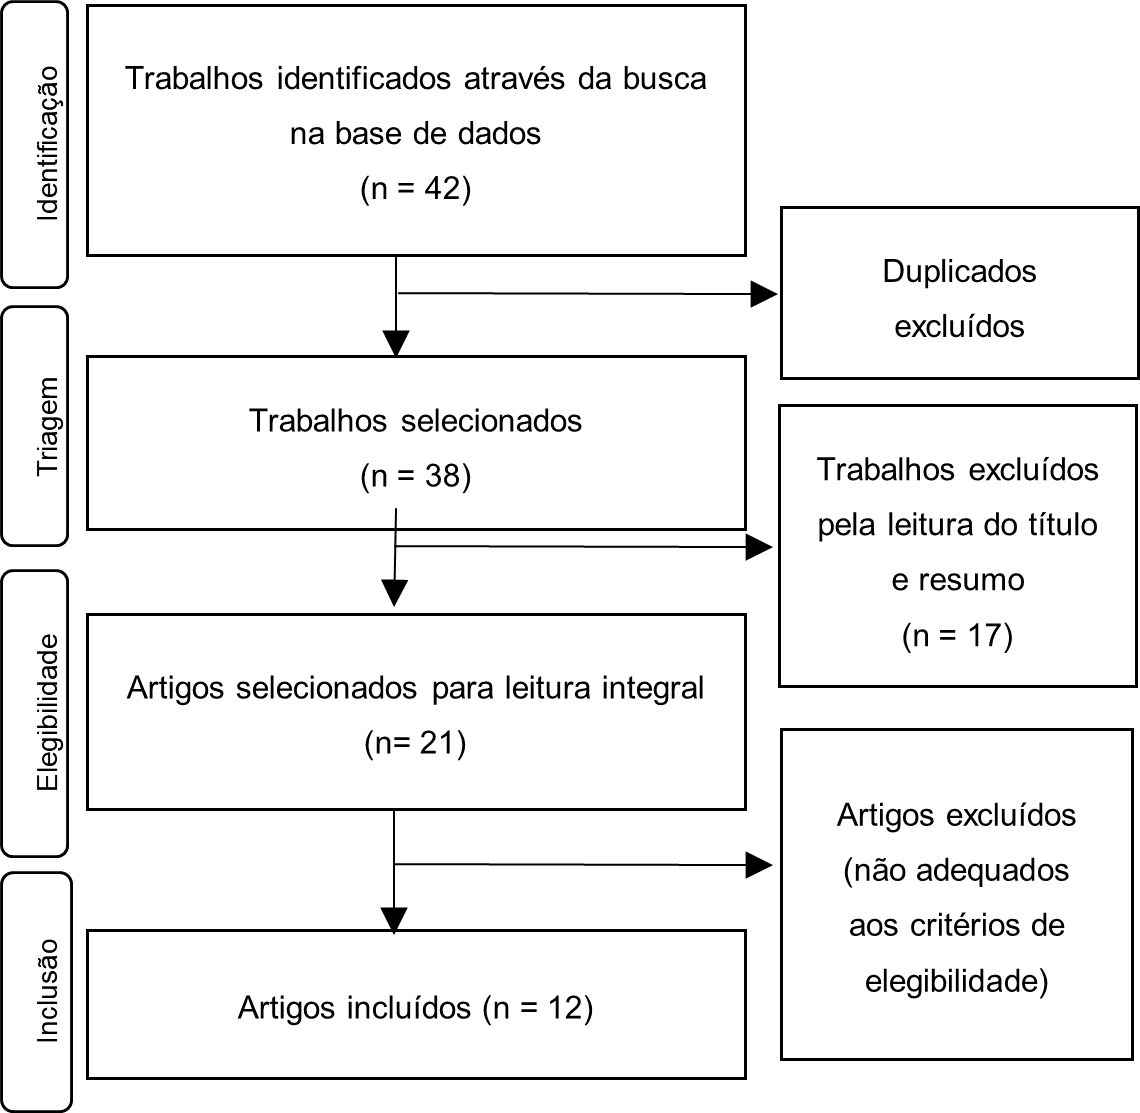 Identificação
Trabalhos identificados através da busca
na base de dados
(n = 42)
Duplicados
excluídos
Triagem
Trabalhos selecionados
(n = 38)
Trabalhos excluídos
pela leitura do título
e resumo
(n = 17)
Elegibilidade
Artigos selecionados para leitura integral
(n= 21)
Artigos excluídos
(não adequados
aos critérios de
elegibilidade)
Inclusão
Artigos incluídos (n = 12)